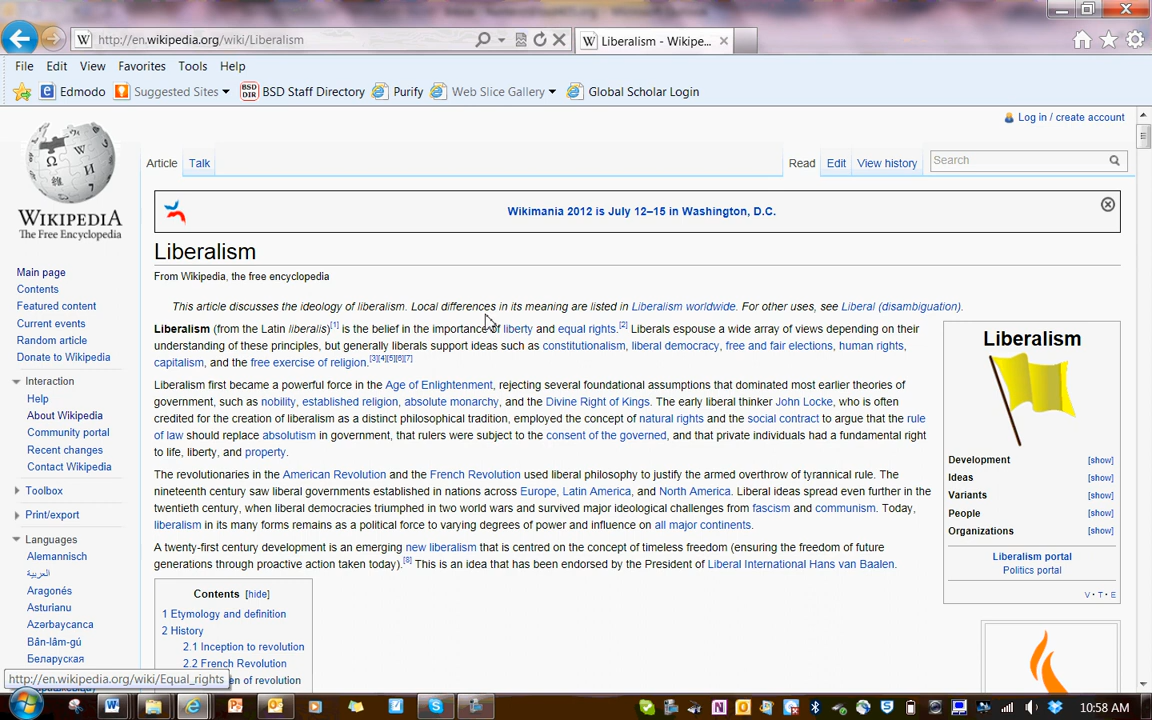 http://en.wikipedia.org/wiki/Liberalism
Liberalism - Wikipe...
File Edit View Favorites Tools Help
Edmodo Suggested Sites BSD DIR BSD Staff Directory Purify Web Slice Gallery Global Scholar Login
Log in / create account
Article Talk Read Edit View history Search
WIKIPEDIA
The Free Encyclopedia
Wikimania 2012 is July 12–15 in Washington, D.C.
Liberalism
From Wikipedia, the free encyclopedia
This article discusses the ideology of liberalism. Local differences in its meaning are listed in Liberalism worldwide. For other uses, see Liberal (disambiguation).
Liberalism (from the Latin liberalis)[1] is the belief in the importance of liberty and equal rights.[2] Liberals espouse a wide array of views depending on their
understanding of these principles, but generally liberals support ideas such as constitutionalism, liberal democracy, free and fair elections, human rights,
capitalism, and the free exercise of religion.[3][4][5][6][7]
Liberalism first became a powerful force in the Age of Enlightenment, rejecting several foundational assumptions that dominated most earlier theories of
government, such as nobility, established religion, absolute monarchy, and the Divine Right of Kings. The early liberal thinker John Locke, who is often
credited for the creation of liberalism as a distinct philosophical tradition, employed the concept of natural rights and the social contract to argue that the rule
of law should replace absolutism in government, that rulers were subject to the consent of the governed, and that private individuals had a fundamental right
to life, liberty, and property.
The revolutionaries in the American Revolution and the French Revolution used liberal philosophy to justify the armed overthrow of tyrannical rule. The
nineteenth century saw liberal governments established in nations across Europe, Latin America, and North America. Liberal ideas spread even further in the
twentieth century, when liberal democracies triumphed in two world wars and survived major ideological challenges from fascism and communism. Today,
liberalism in its many forms remains as a political force to varying degrees of power and influence on all major continents.
A twenty-first century development is an emerging new liberalism that is centred on the concept of timeless freedom (ensuring the freedom of future
generations through proactive action taken today).[8] This is an idea that has been endorsed by the President of Liberal International Hans van Baalen.
Contents [hide]
1 Etymology and definition
2 History
2.1 Inception to revolution
2.2 French Revolution
en of revolution
Liberalism
Development [show]
Ideas [show]
Variants [show]
People [show]
Organizations [show]
Liberalism portal
Politics portal
V · T · E
Main page
Contents
Featured content
Current events
Random article
Donate to Wikipedia
Interaction
Help
About Wikipedia
Community portal
Recent changes
Contact Wikipedia
Toolbox
Print/export
Languages
Alemannisch
العربية
Aragonés
Asturianu
Azərbaycanca
Bân-lâm-gú
Беларуская
http://en.wikipedia.org/wiki/Equal_rights
10:58 AM